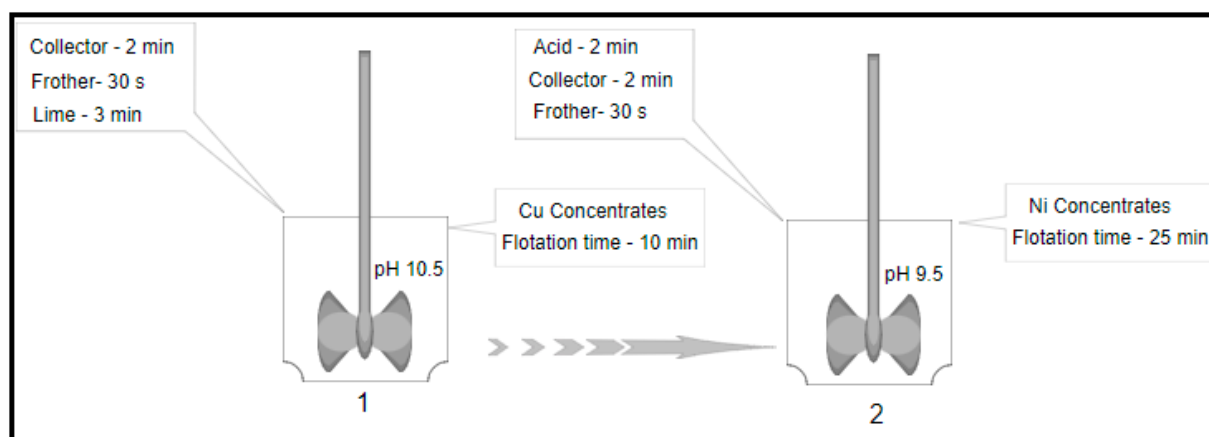 Collector - 2 min
Frother- 30 s
Lime - 3 min
Cu Concentrates
Flotation time - 10 min
pH 10.5
1
Acid - 2 min
Collector - 2 min
Frother- 30 s
Ni Concentrates
Flotation time - 25 min
pH 9.5
2